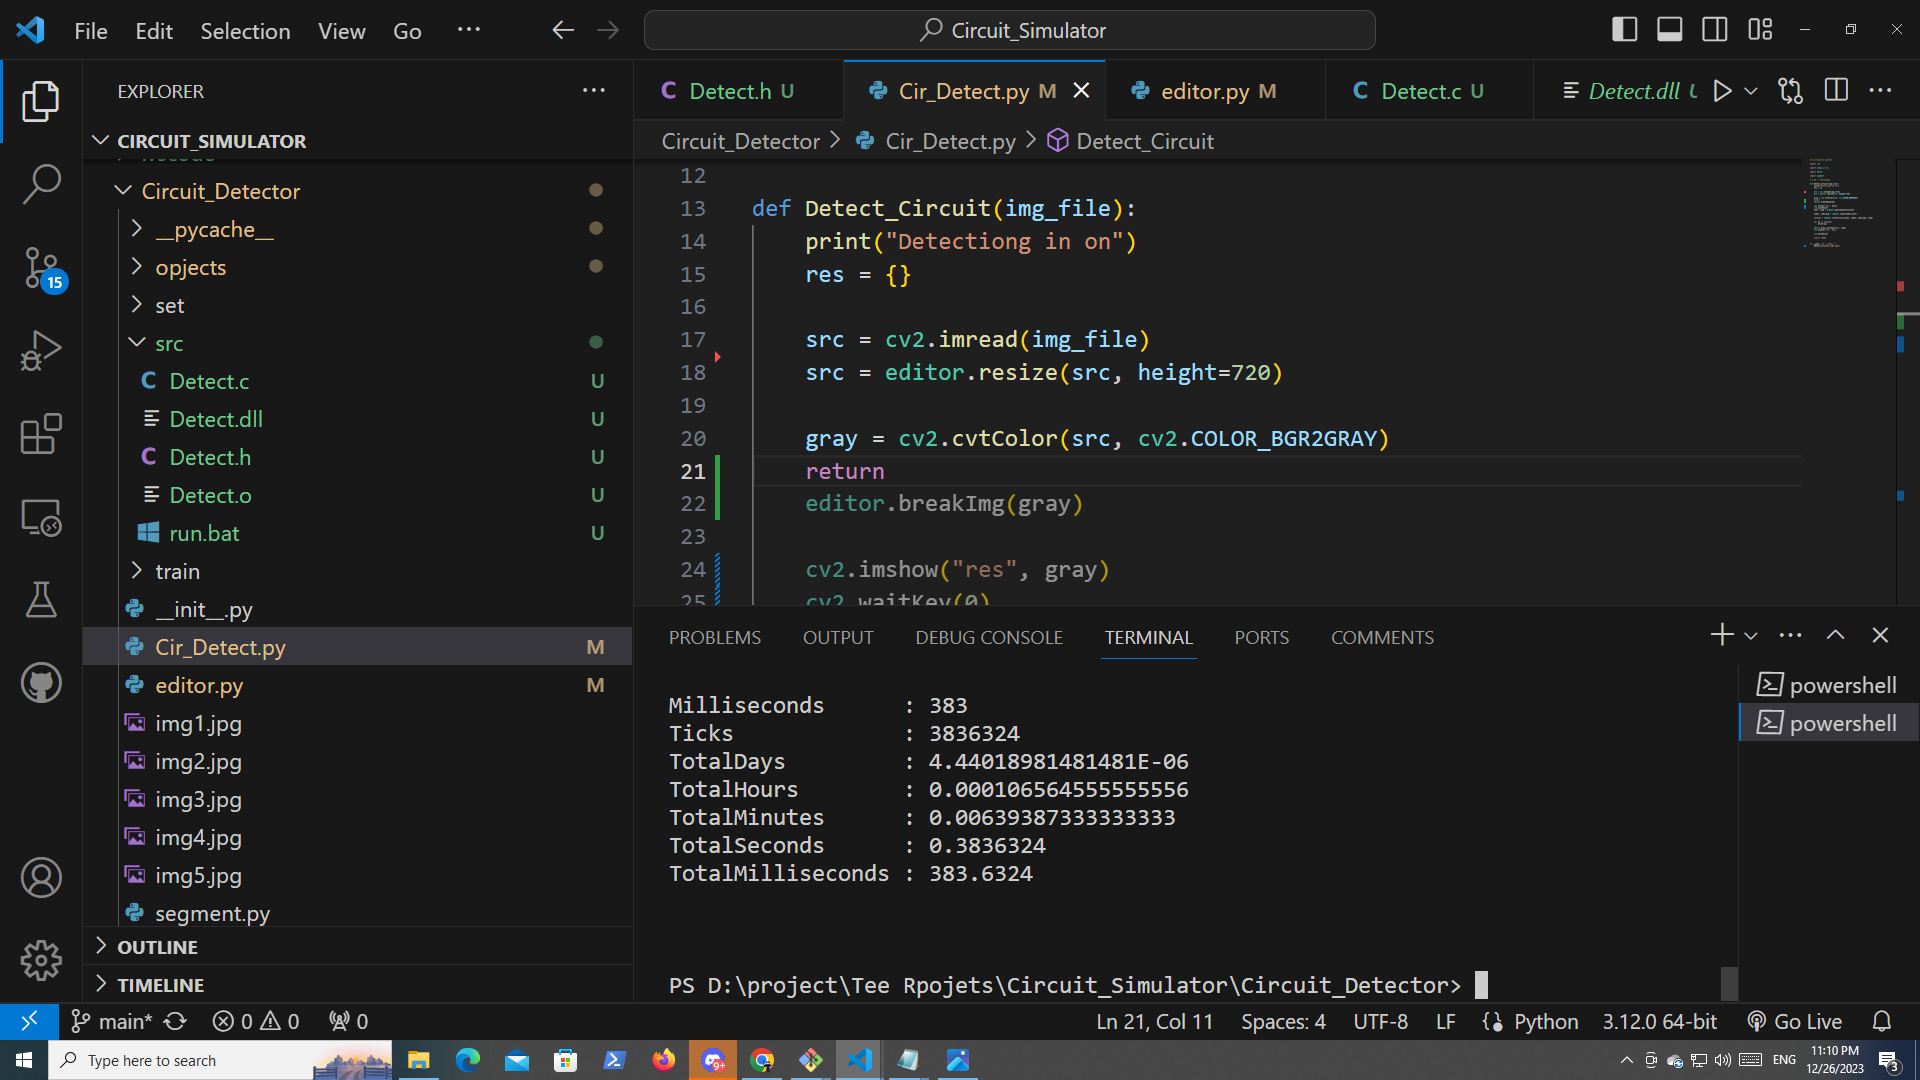 File Edit Selection View Go ··· Circuit_Simulator
EXPLORER ···
CIRCUIT_SIMULATOR
Circuit_Detector
__pycache__
opjects
set
src
Detect.c U
Detect.dll U
Detect.h U
Detect.o U
run.bat U
train
__init__.py
Cir_Detect.py M
editor.py M
img1.jpg
img2.jpg
img3.jpg
img4.jpg
img5.jpg
segment.py
OUTLINE
TIMELINE
15
Detect.h U Cir_Detect.py M editor.py M Detect.c U Detect.dll U
Circuit_Detector > Cir_Detect.py > Detect_Circuit
12
13 def Detect_Circuit(img_file):
14 print("Detectiong in on")
15 res = {}
16
17 src = cv2.imread(img_file)
18 src = editor.resize(src, height=720)
19
20 gray = cv2.cvtColor(src, cv2.COLOR_BGR2GRAY)
21 return
22 editor.breakImg(gray)
23
24 cv2.imshow("res", gray)
25 cv2.waitKey(0)
PROBLEMS OUTPUT DEBUG CONSOLE TERMINAL PORTS COMMENTS
Milliseconds : 383
Ticks : 3836324
TotalDays : 4.44018981481481E-06
TotalHours : 0.000106564555555556
TotalMinutes : 0.00639387333333333
TotalSeconds : 0.3836324
TotalMilliseconds : 383.6324
PS D:\project\Tee Rpojets\Circuit_Simulator\Circuit_Detector>
powershell
powershell
main* 0 0 0 Ln 21, Col 11 Spaces: 4 UTF-8 LF Python 3.12.0 64-bit Go Live
Type here to search 9+ ENG 11:10 PM 12/26/2023 3